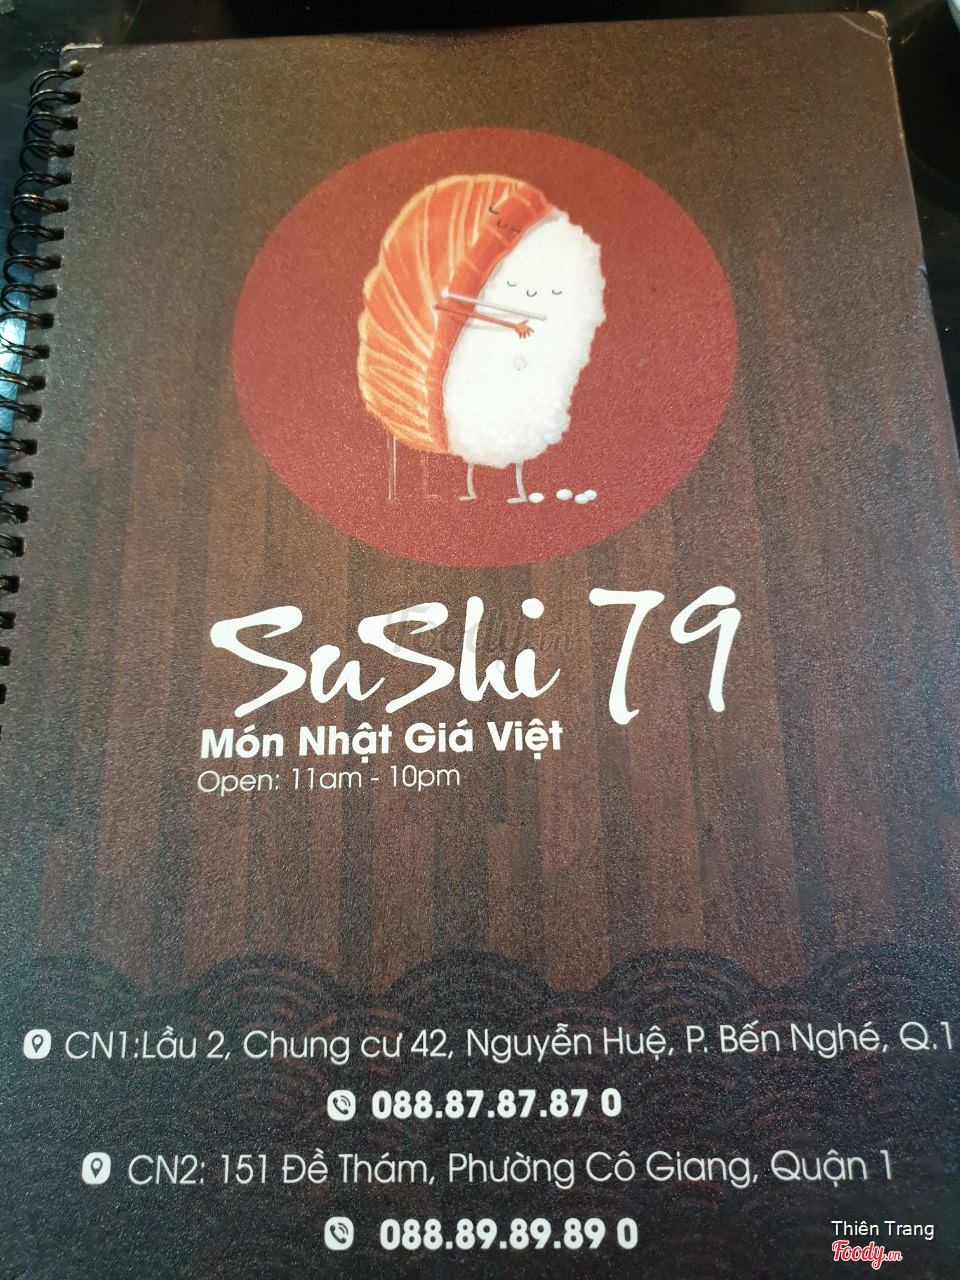 SuShi 79
Foody.vn
Món Nhật Giá Việt
Open: 11am - 10pm
CN1:Lầu 2, Chung cư 42, Nguyễn Huệ, P. Bến Nghé, Q.1
088.87.87.87 0
CN2: 151 Đề Thám, Phường Cô Giang, Quận 1
088.89.89.89 0
Thiên Trang
Foody.vn